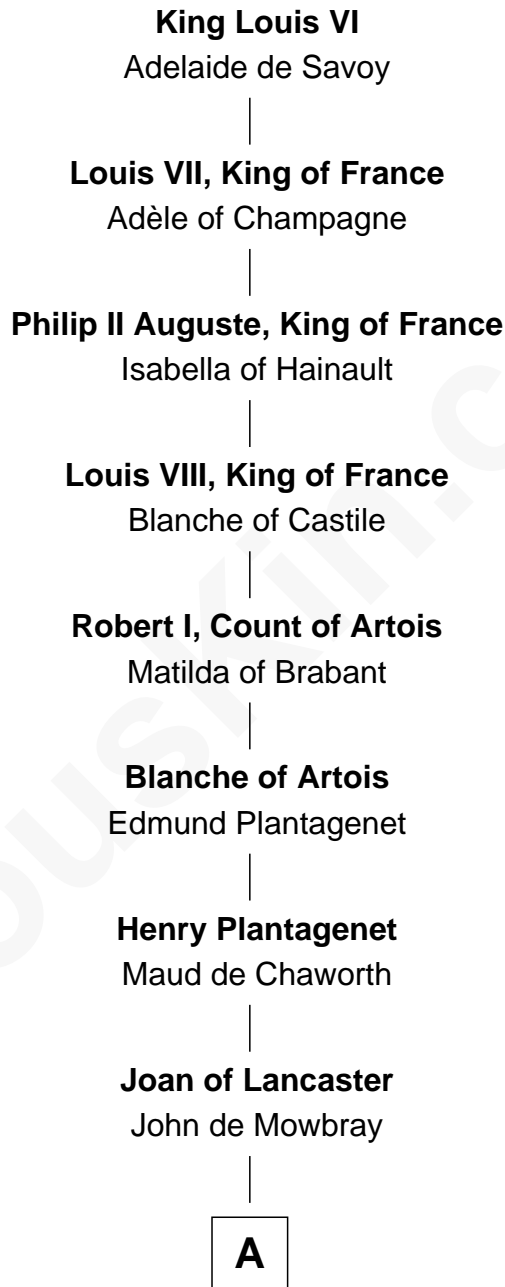 King Louis VI
Adelaide de Savoy
Louis VII, King of France
Adèle of Champagne
Philip II Auguste, King of France
Isabella of Hainault
Louis VIII, King of France
Blanche of Castile
Robert I, Count of Artois
Matilda of Brabant
Blanche of Artois
Edmund Plantagenet
Henry Plantagenet
Maud de Chaworth
Joan of Lancaster
John de Mowbray
A